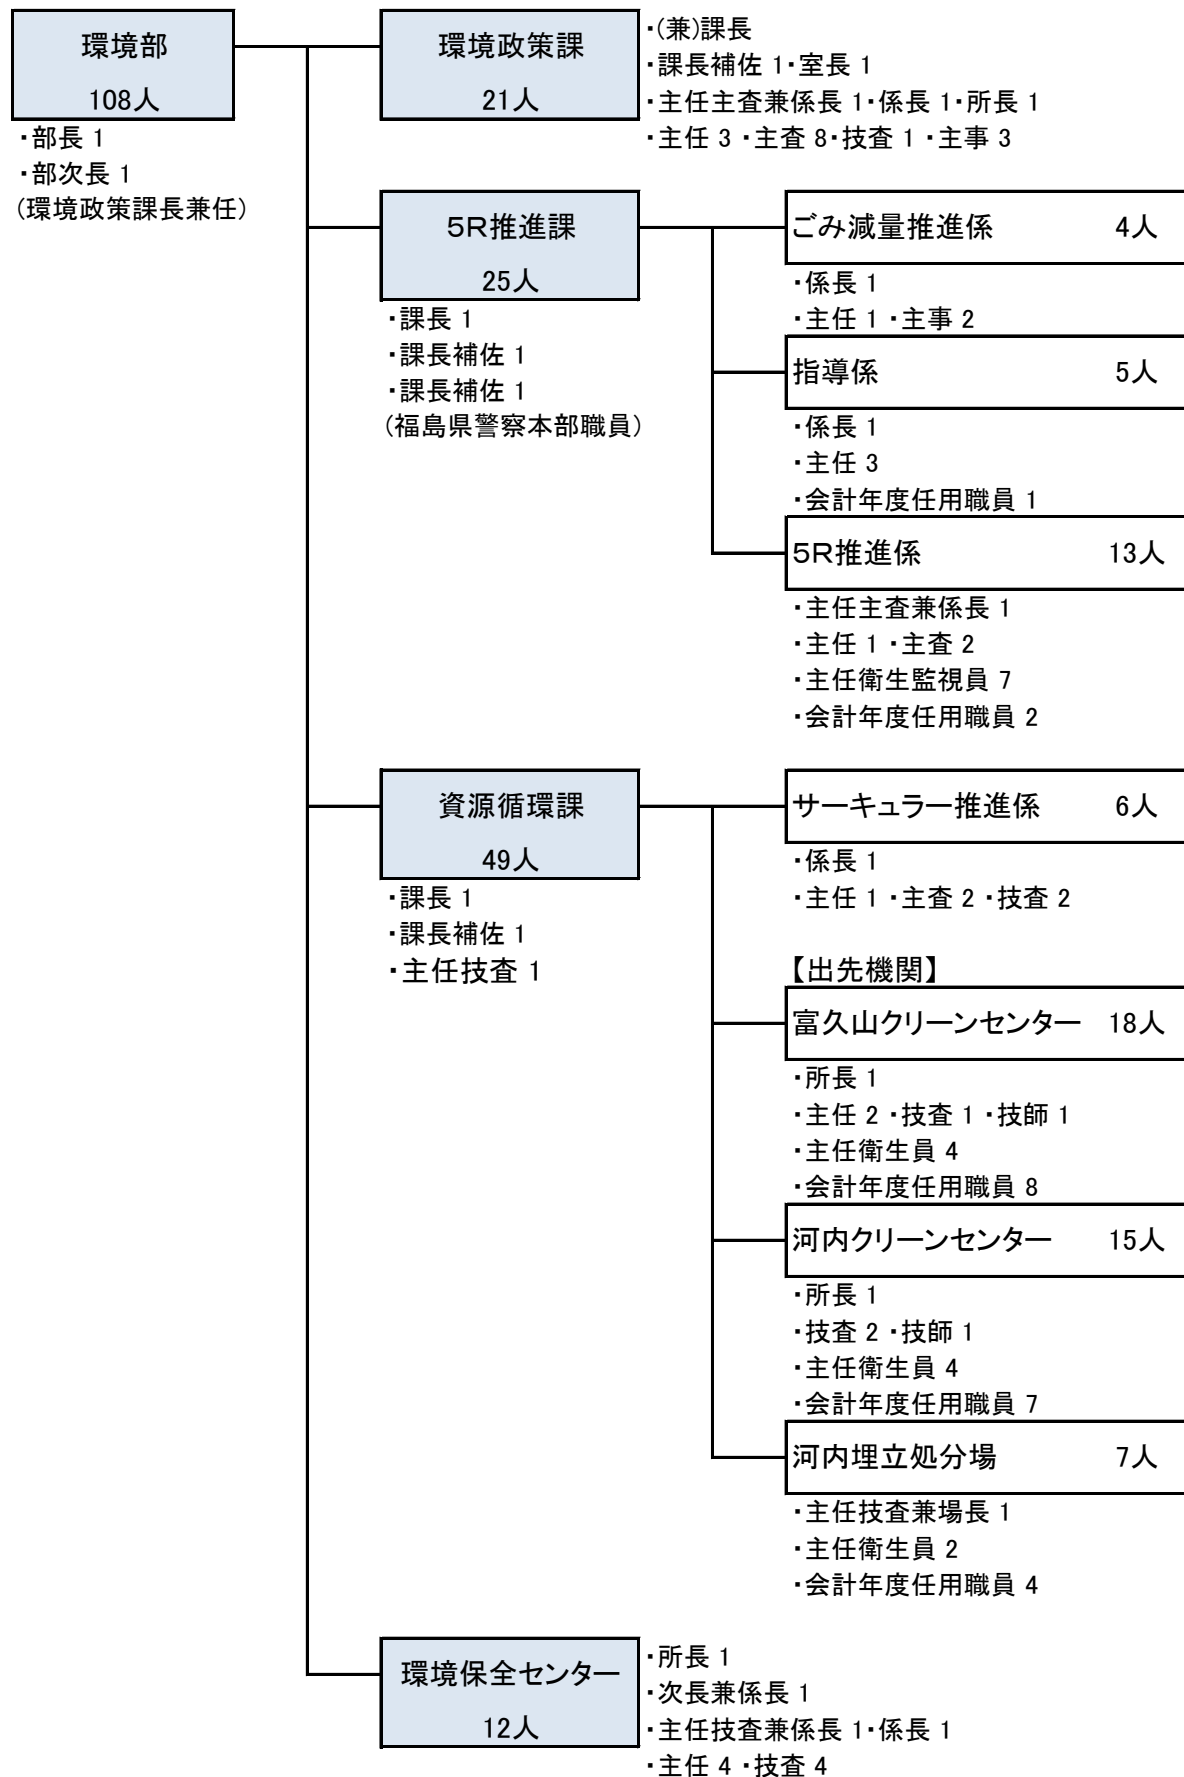 環境部
108人
・部長 1
・部次長 1
(環境政策課長兼任)
環境政策課
21人
・(兼)課長
・課長補佐 1・室長 1
・主任主査兼係長 1・係長 1・所長 1
・主任 3 ・主査 8・技査 1 ・主事 3
5R推進課
25人
・課長 1
・課長補佐 1
・課長補佐 1
(福島県警察本部職員)
ごみ減量推進係 4人
・係長 1
・主任 1 ・主事 2
指導係 5人
・係長 1
・主任 3
・会計年度任用職員 1
5R推進係 13人
・主任主査兼係長 1
・主任 1 ・主査 2
・主任衛生監視員 7
・会計年度任用職員 2
資源循環課
49人
・課長 1
・課長補佐 1
・主任技査 1
サーキュラー推進係 6人
・係長 1
・主任 1 ・主査 2 ・技査 2
【出先機関】
富久山クリーンセンター 18人
・所長 1
・主任 2 ・技査 1 ・技師 1
・主任衛生員 4
・会計年度任用職員 8
河内クリーンセンター 15人
・所長 1
・技査 2 ・技師 1
・主任衛生員 4
・会計年度任用職員 7
河内埋立処分場 7人
・主任技査兼場長 1
・主任衛生員 2
・会計年度任用職員 4
環境保全センター
12人
・所長 1
・次長兼係長 1
・主任技査兼係長 1・係長 1
・主任 4 ・技査 4